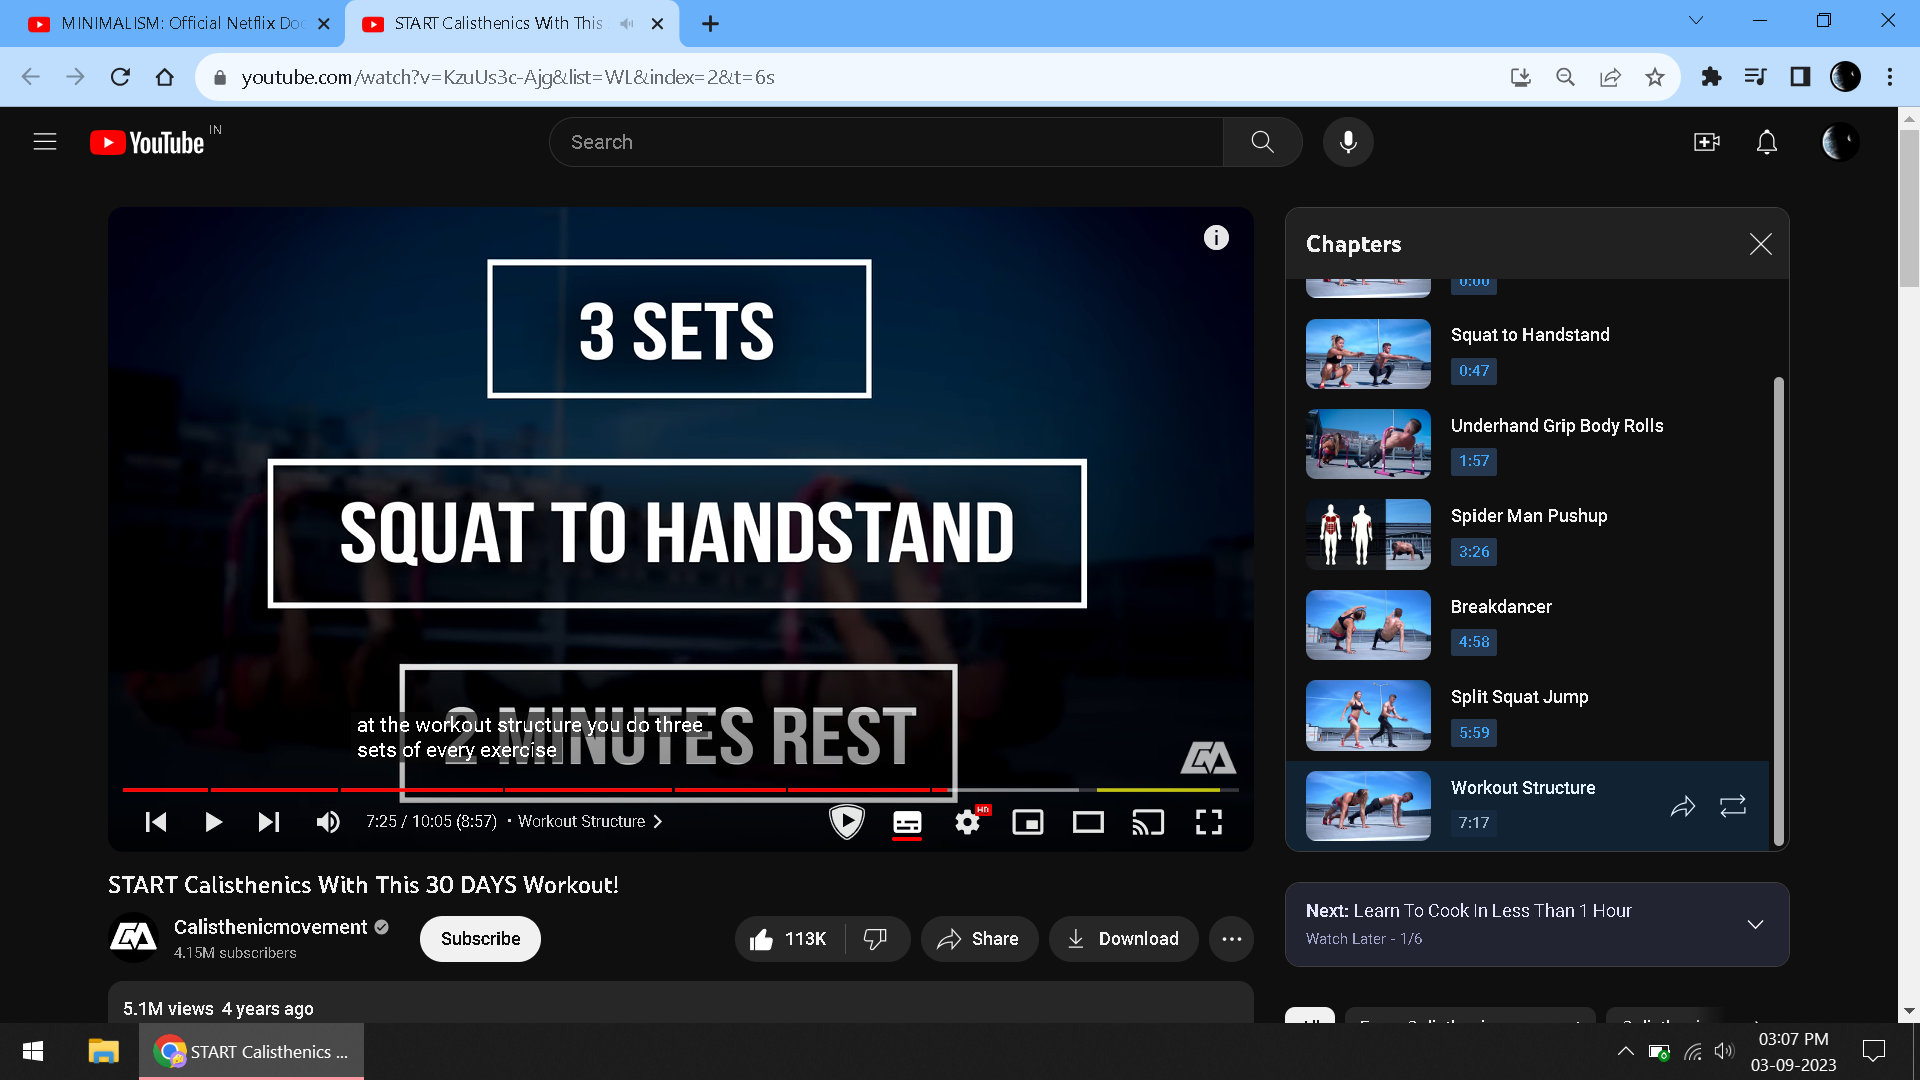 MINIMALISM: Official Netflix Doc
START Calisthenics With This
youtube.com/watch?v=KzuUs3c-Ajg&list=WL&index=2&t=6s
YouTube IN
Search
3 SETS
SQUAT TO HANDSTAND
2 MINUTES REST
at the workout structure you do three
sets of every exercise
HD
7:25 / 10:05 (8:57) • Workout Structure
Chapters
0:00
Squat to Handstand
0:47
Underhand Grip Body Rolls
1:57
Spider Man Pushup
3:26
Breakdancer
4:58
Split Squat Jump
5:59
Workout Structure
7:17
START Calisthenics With This 30 DAYS Workout!
Calisthenicmovement
4.15M subscribers
Subscribe
113K
Share
Download
Next: Learn To Cook In Less Than 1 Hour
Watch Later - 1/6
5.1M views 4 years ago
START Calisthenics ...
03:07 PM
03-09-2023